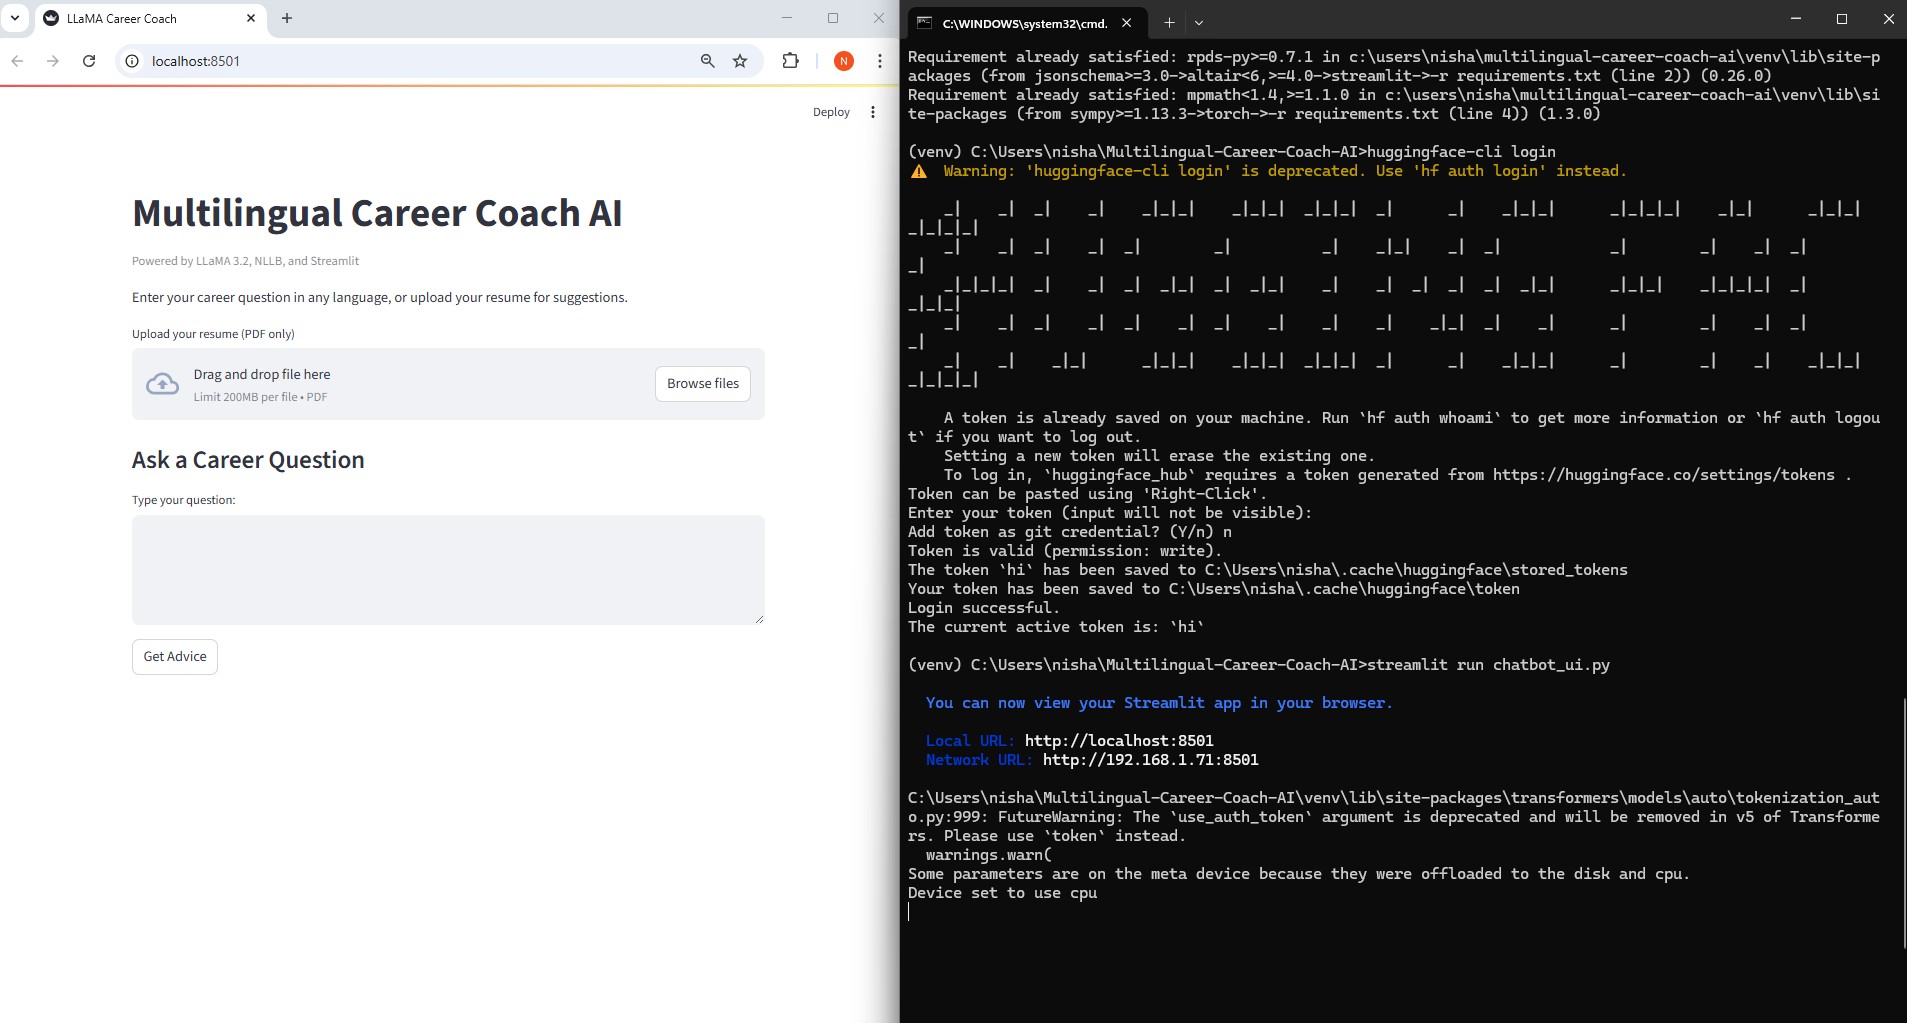 LLaMA Career Coach
localhost:8501
N
Deploy
Multilingual Career Coach AI
Powered by LLaMA 3.2, NLLB, and Streamlit
Enter your career question in any language, or upload your resume for suggestions.
Upload your resume (PDF only)
Drag and drop file here
Limit 200MB per file • PDF
Browse files
Ask a Career Question
Type your question:
Get Advice
C:\WINDOWS\system32\cmd.
Requirement already satisfied: rpds-py>=0.7.1 in c:\users\nisha\multilingual-career-coach-ai\venv\lib\site-p
ackages (from jsonschema>=3.0->altair<6,>=4.0->streamlit->-r requirements.txt (line 2)) (0.26.0)
Requirement already satisfied: mpmath<1.4,>=1.1.0 in c:\users\nisha\multilingual-career-coach-ai\venv\lib\si
te-packages (from sympy>=1.13.3->torch->-r requirements.txt (line 4)) (1.3.0)
(venv) C:\Users\nisha\Multilingual-Career-Coach-AI>huggingface-cli login
Warning: 'huggingface-cli login' is deprecated. Use 'hf auth login' instead.
A token is already saved on your machine. Run `hf auth whoami` to get more information or `hf auth logou
t` if you want to log out.
Setting a new token will erase the existing one.
To log in, `huggingface_hub` requires a token generated from https://huggingface.co/settings/tokens .
Token can be pasted using 'Right-Click'.
Enter your token (input will not be visible):
Add token as git credential? (Y/n) n
Token is valid (permission: write).
The token `hi` has been saved to C:\Users\nisha\.cache\huggingface\stored_tokens
Your token has been saved to C:\Users\nisha\.cache\huggingface\token
Login successful.
The current active token is: `hi`
(venv) C:\Users\nisha\Multilingual-Career-Coach-AI>streamlit run chatbot_ui.py
You can now view your Streamlit app in your browser.
Local URL: http://localhost:8501
Network URL: http://192.168.1.71:8501
C:\Users\nisha\Multilingual-Career-Coach-AI\venv\lib\site-packages\transformers\models\auto\tokenization_aut
o.py:999: FutureWarning: The `use_auth_token` argument is deprecated and will be removed in v5 of Transforme
rs. Please use `token` instead.
warnings.warn(
Some parameters are on the meta device because they were offloaded to the disk and cpu.
Device set to use cpu